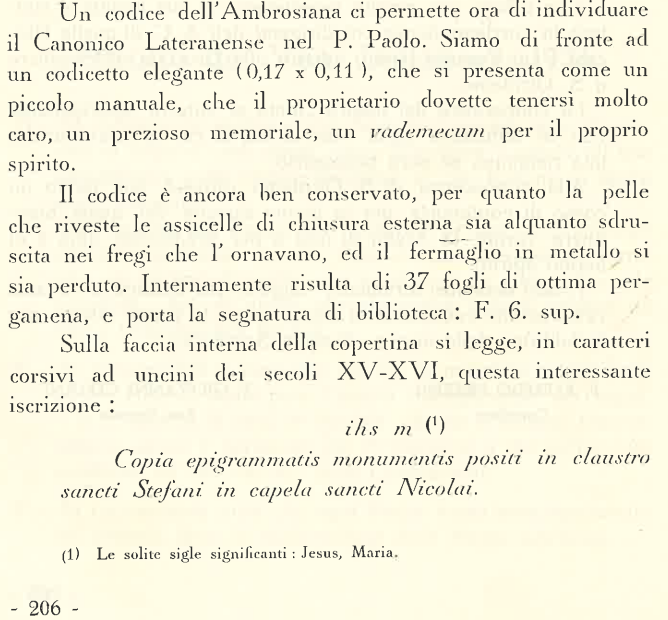 Un codice dell'Ambrosiana ci permette ora di individuare
il Canonico Lateranense nel P. Paolo. Siamo di fronte ad
un codicetto elegante (0,17 x 0,11), che si presenta come un
piccolo manuale, che il proprietario dovette tenersi molto
caro, un prezioso memoriale, un vademecum per il proprio
spirito.
Il codice è ancora ben conservato, per quanto la pelle
che riveste le assicelle di chiusura esterna sia alquanto sdru-
scita nei fregi che l'ornavano, ed il fermaglio in metallo si
sia perduto. Internamente risulta di 37 fogli di ottima per-
gamena, e porta la segnatura di biblioteca: F. 6. sup.
Sulla faccia interna della copertina si legge, in caratteri
corsivi ad uncini dei secoli XV-XVI, questa interessante
iscrizione :
ihs m (1)
Copia epigrammatis monumentis positi in claustro
sancti Stefani in capela sancti Nicolai.
(1) Le solite sigle significanti : Jesus, Maria.
- 206 -